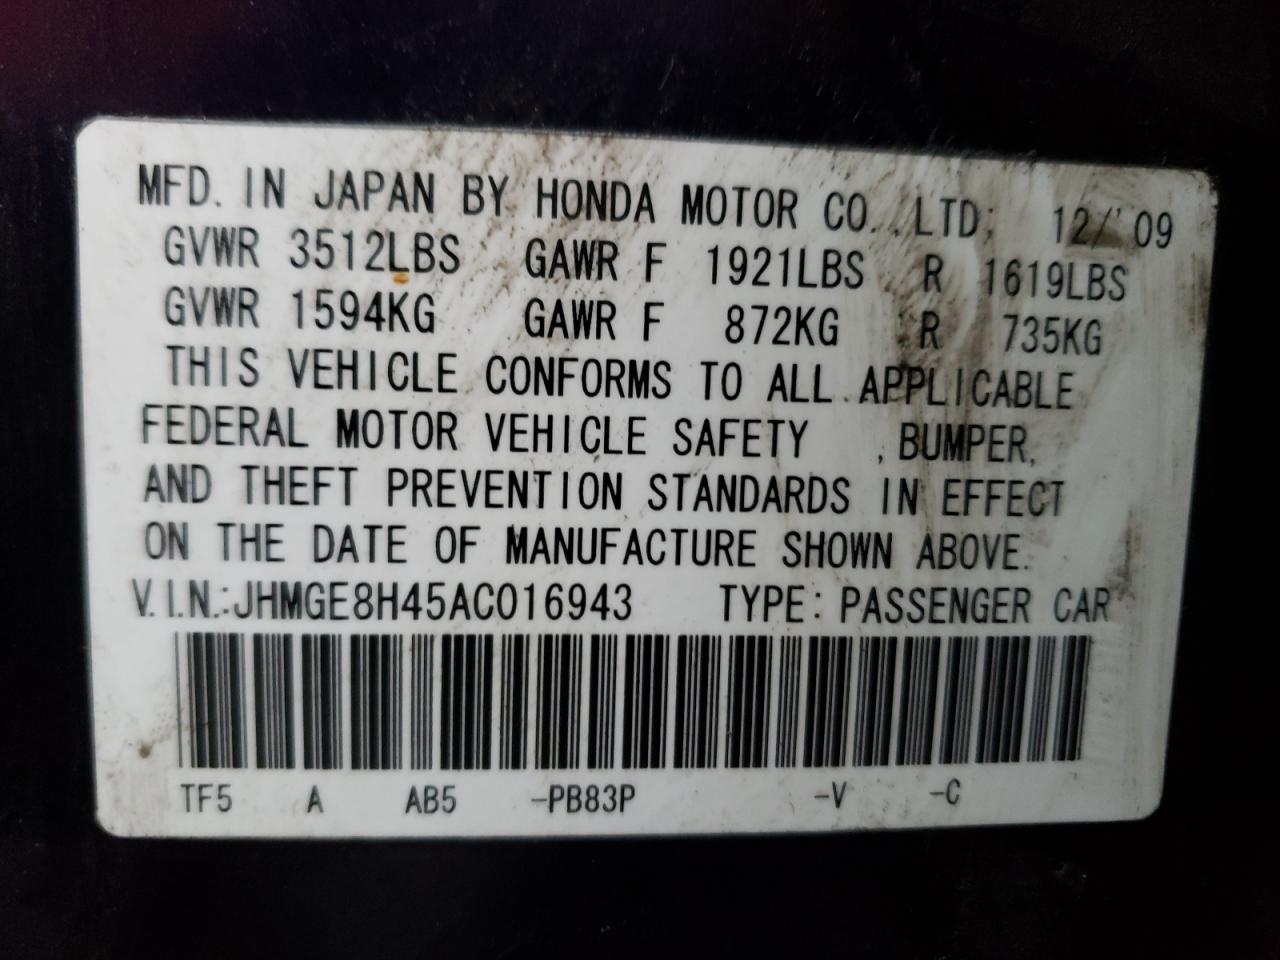 MFD. IN JAPAN BY HONDA MOTOR CO., LTD; 12/'09
GVWR 3512LBS GAWR F 1921LBS R 1619LBS
GVWR 1594KG GAWR F 872KG R 735KG
THIS VEHICLE CONFORMS TO ALL APPLICABLE
FEDERAL MOTOR VEHICLE SAFETY , BUMPER,
AND THEFT PREVENTION STANDARDS IN EFFECT
ON THE DATE OF MANUFACTURE SHOWN ABOVE.
V.I.N.:JHMGE8H45AC016943 TYPE: PASSENGER CAR
TF5 A AB5 -PB83P -V -C